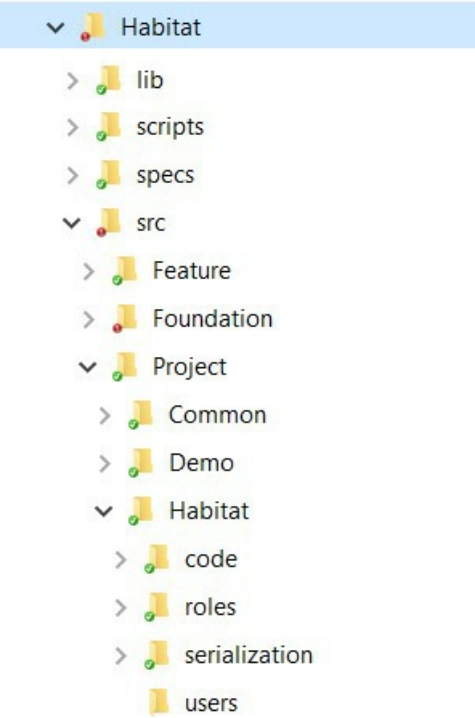 Habitat
lib
scripts
specs
src
Feature
Foundation
Project
Common
Demo
Habitat
code
roles
serialization
users